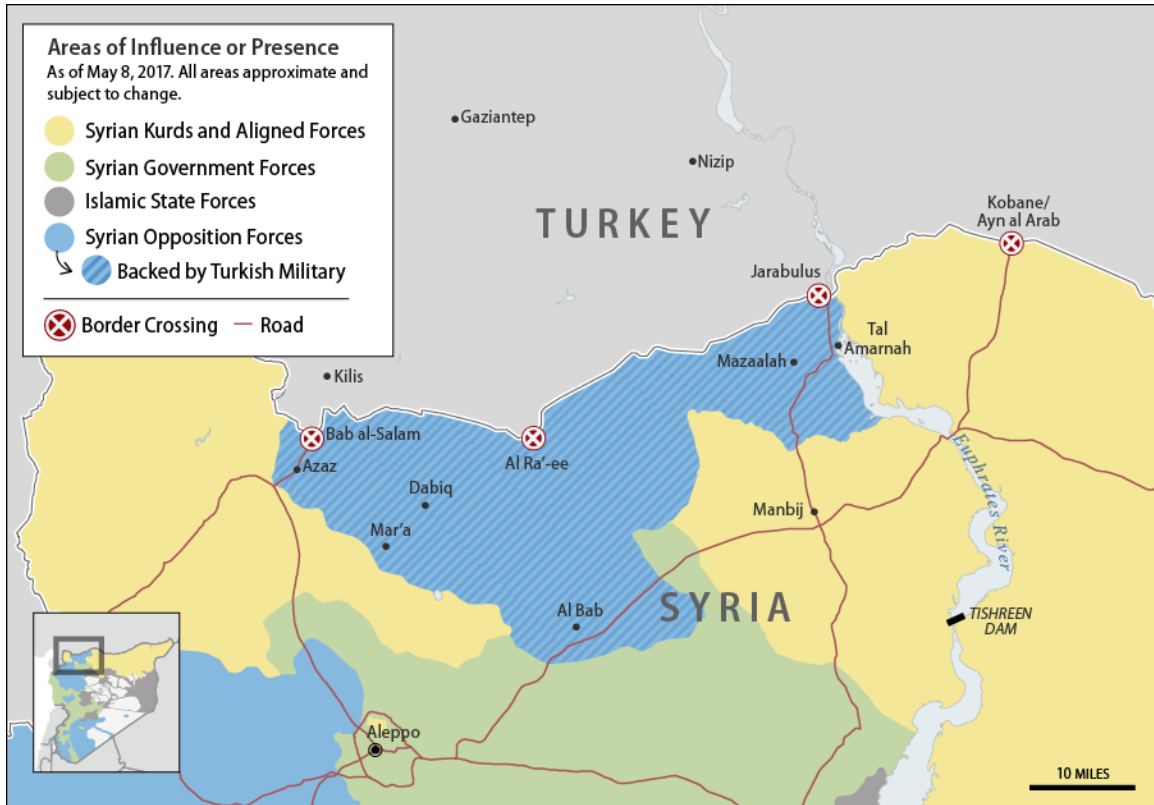 Areas of Influence or Presence
As of May 8, 2017. All areas approximate and
subject to change.
Syrian Kurds and Aligned Forces
Syrian Government Forces
Islamic State Forces
Syrian Opposition Forces
Backed by Turkish Military
Border Crossing
Road
Gaziantep
Nizip
TURKEY
Kobane/
Ayn al Arab
Jarabulus
Tal
Amarnah
Mazaalah
Kilis
Bab al-Salam
Al Ra'-ee
Azaz
Dabiq
Mar'a
Manbij
Euphrates River
Al Bab
SYRIA
TISHREEN
DAM
Aleppo
10 MILES